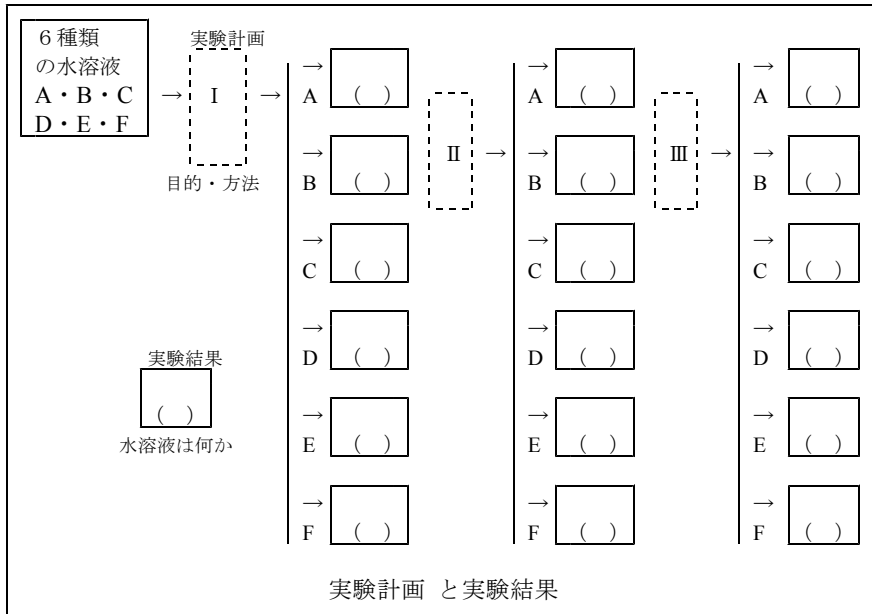 ６種類
の水溶液
A・B・C
D・E・F
実験計画
→ Ⅰ →
目的・方法
実験結果
（ ）
水溶液は何か
→
A （ ）
→
B （ ）
→
C （ ）
→
D （ ）
→
E （ ）
→
F （ ）
Ⅱ →
→
A （ ）
→
B （ ）
→
C （ ）
→
D （ ）
→
E （ ）
→
F （ ）
Ⅲ →
→
A （ ）
→
B （ ）
→
C （ ）
→
D （ ）
→
E （ ）
→
F （ ）
実験計画 と実験結果